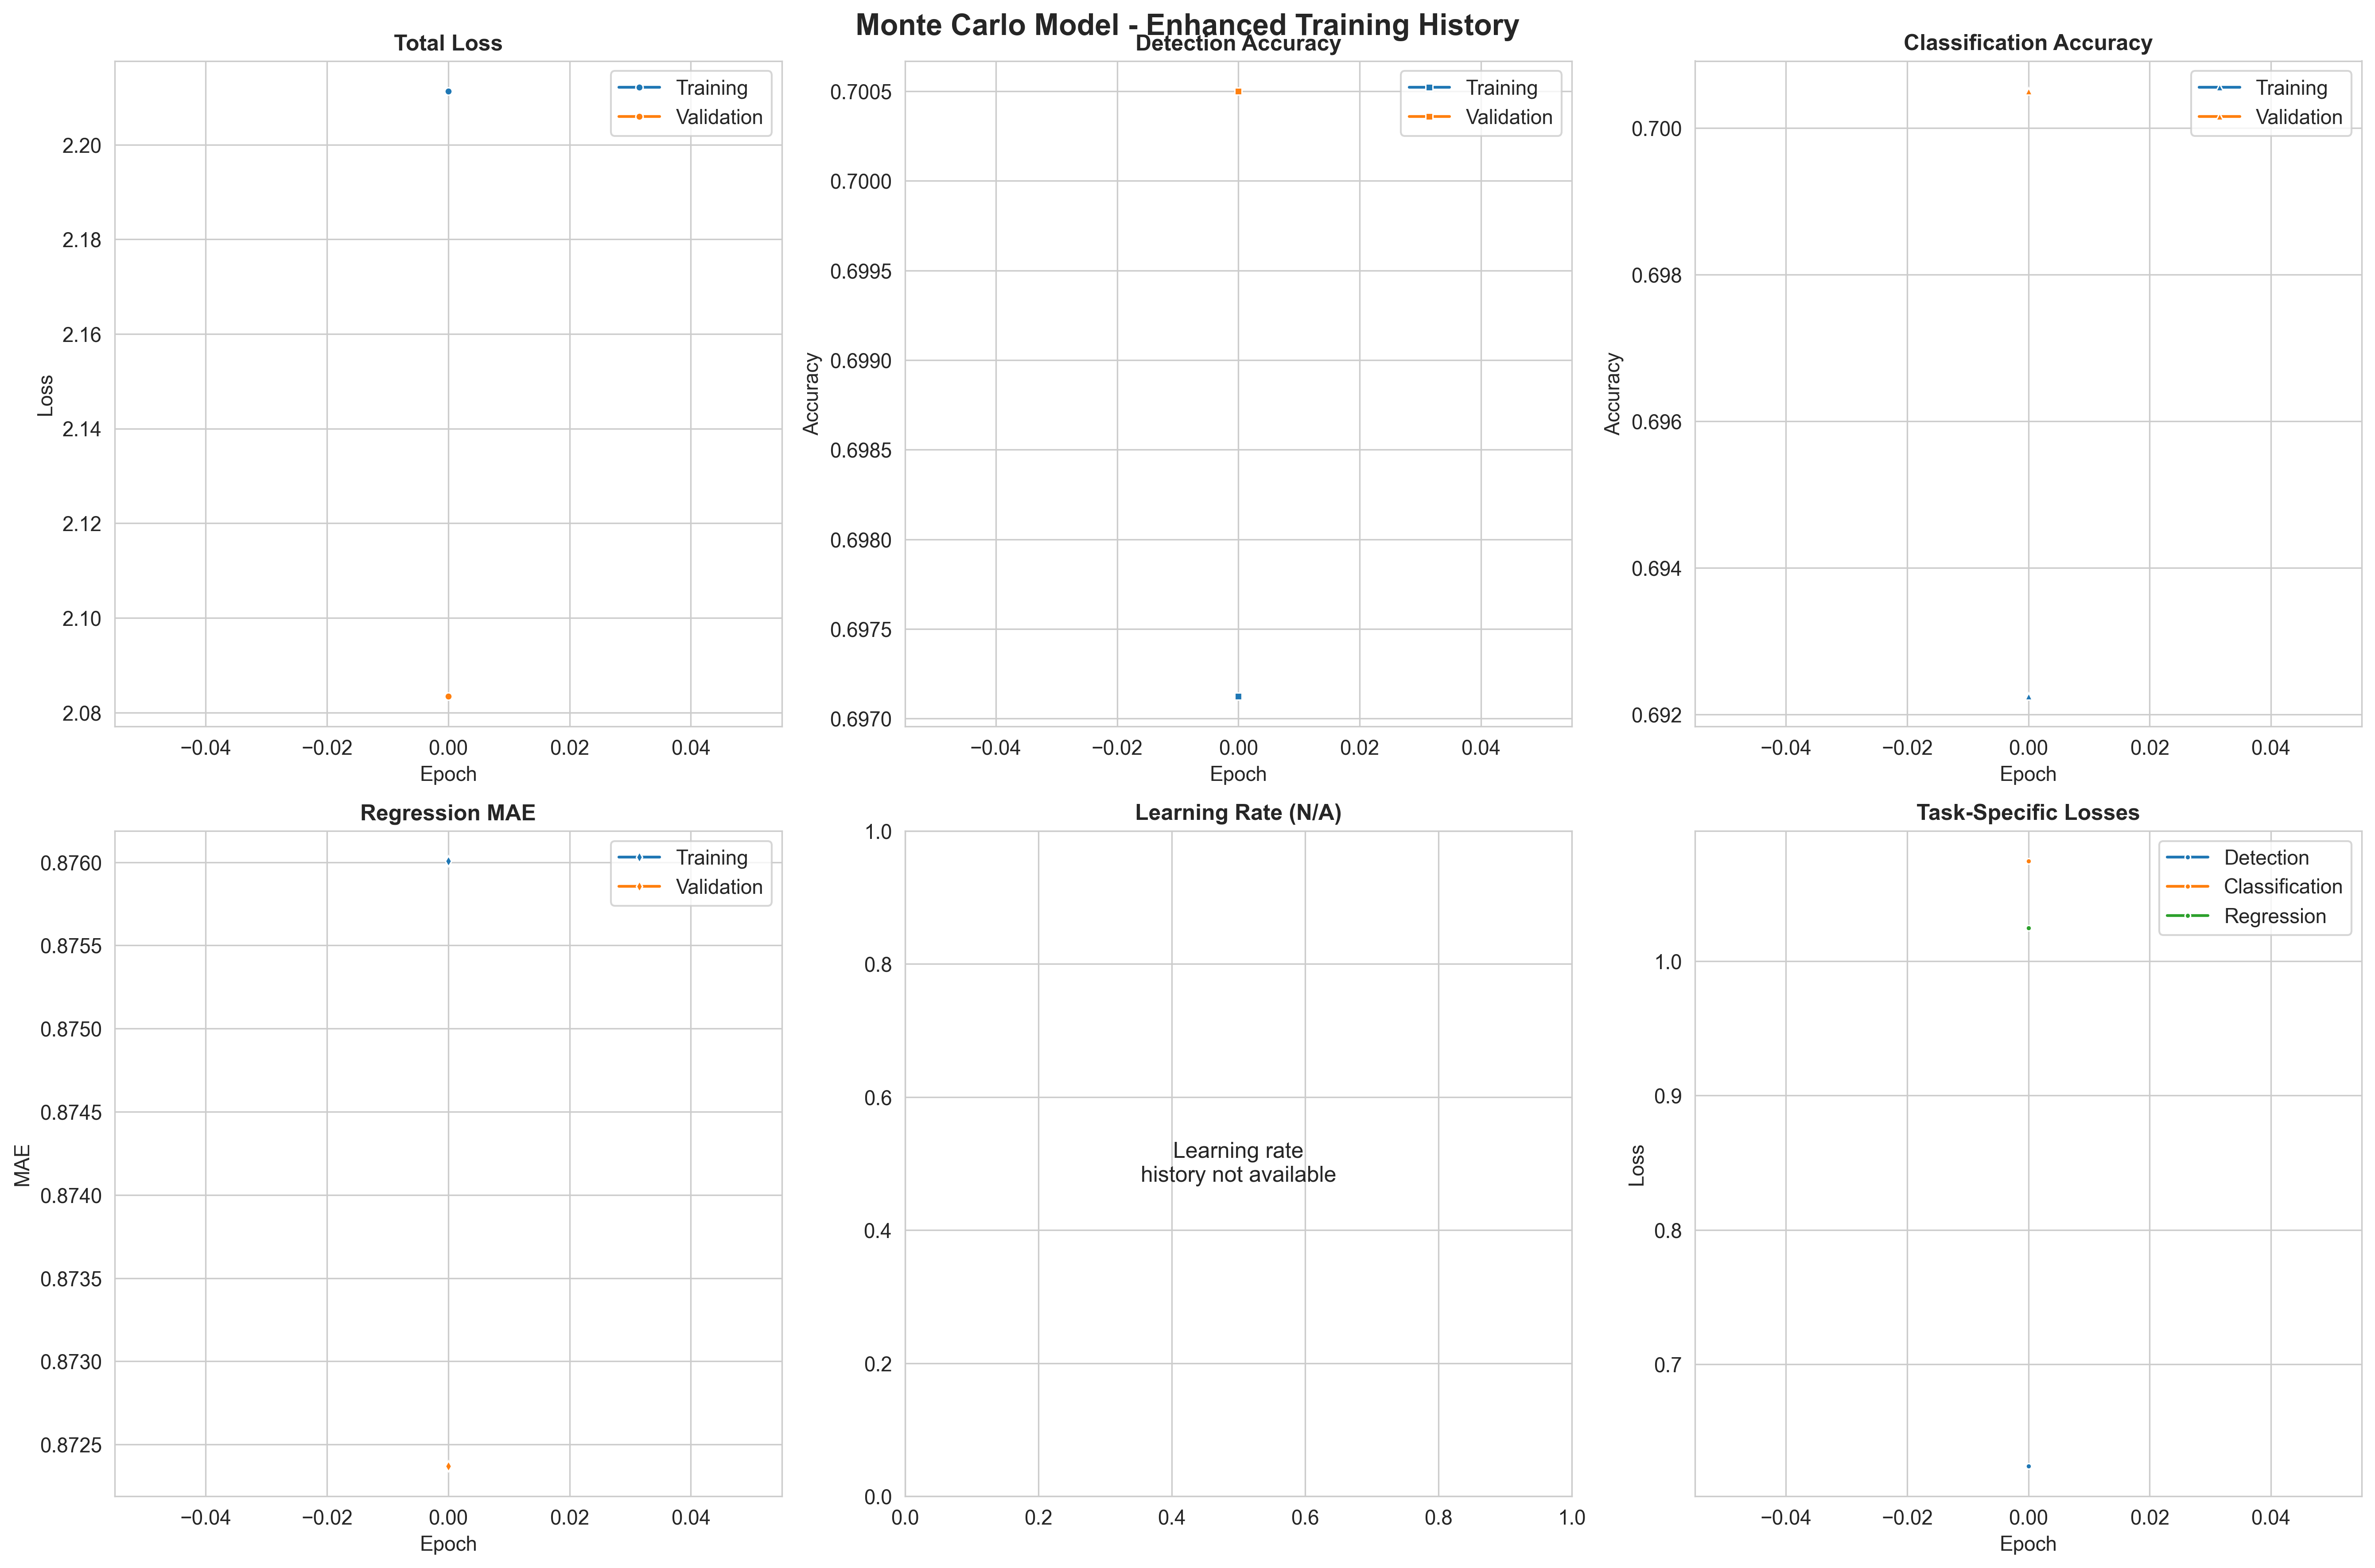 Monte Carlo Model - Enhanced Training History
Total Loss
Training
Validation
2.20
2.18
2.16
2.14
2.12
2.10
2.08
Loss
−0.04
−0.02
0.00
0.02
0.04
Epoch
Detection Accuracy
Training
Validation
0.7005
0.7000
0.6995
0.6990
0.6985
0.6980
0.6975
0.6970
Accuracy
−0.04
−0.02
0.00
0.02
0.04
Epoch
Classification Accuracy
Training
Validation
0.700
0.698
0.696
0.694
0.692
Accuracy
−0.04
−0.02
0.00
0.02
0.04
Epoch
Regression MAE
Training
Validation
0.8760
0.8755
0.8750
0.8745
0.8740
0.8735
0.8730
0.8725
MAE
−0.04
−0.02
0.00
0.02
0.04
Epoch
Learning Rate (N/A)
1.0
0.8
0.6
0.4
0.2
0.0
Learning rate
history not available
0.0
0.2
0.4
0.6
0.8
1.0
Task-Specific Losses
Detection
Classification
Regression
1.0
0.9
0.8
0.7
Loss
−0.04
−0.02
0.00
0.02
0.04
Epoch